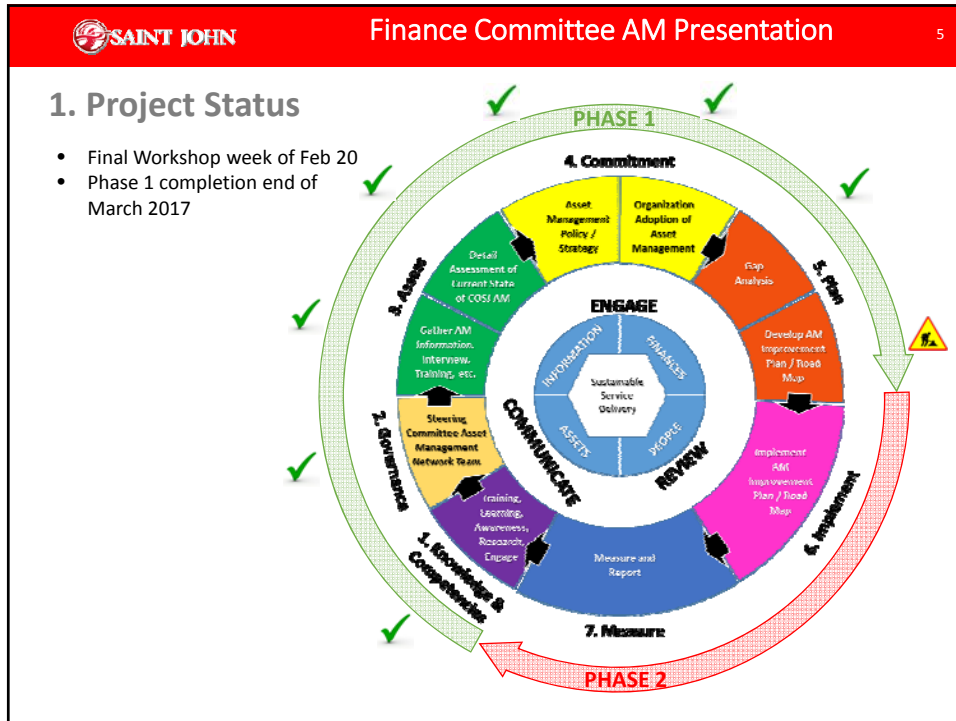 SAINT JOHN
Finance Committee AM Presentation
5
1. Project Status
• Final Workshop week of Feb 20
• Phase 1 completion end of
March 2017
PHASE 1
4. Commitment
Asset
Management
Policy /
Strategy
Organization
Adoption of
Asset
Management
3. Assess
Detail
Assessment of
Current State
of COSJ AM
Gather AM
Information,
Interview,
Training, etc.
5. Plan
Gap
Analysis
Develop AM
Improvement
Plan / Road
Map
2. Governance
Steering
Committee Asset
Management
Network Team
1. Knowledge &
Competencies
Training,
Learning,
Awareness,
Research,
Engage
6. Implement
Implement
AM
Improvement
Plan / Road
Map
Measure and
Report
7. Measure
ENGAGE
COMMUNICATE
REVIEW
INFORMATION
FINANCES
ASSETS
PEOPLE
Sustainable
Service
Delivery
PHASE 2